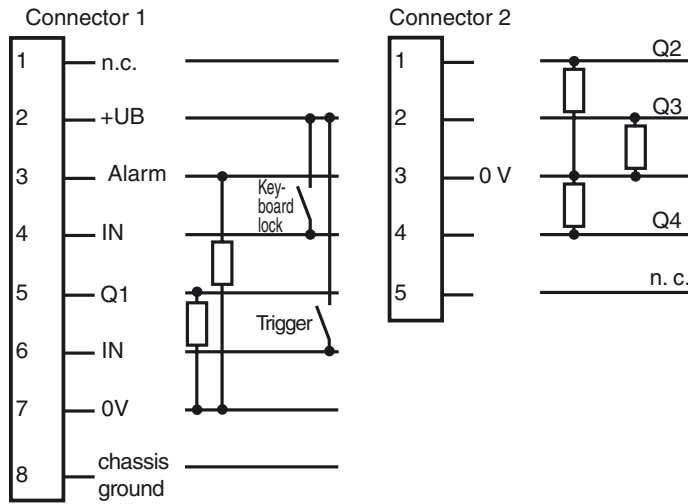 Connector 1
1 n.c.
2 +UB
3 Alarm
4 IN
5 Q1
6 IN
7 0V
8 chassis
ground
Key-
board
lock
Trigger
Connector 2
1
2
3 0 V
4
5
Q2
Q3
Q4
n. c.